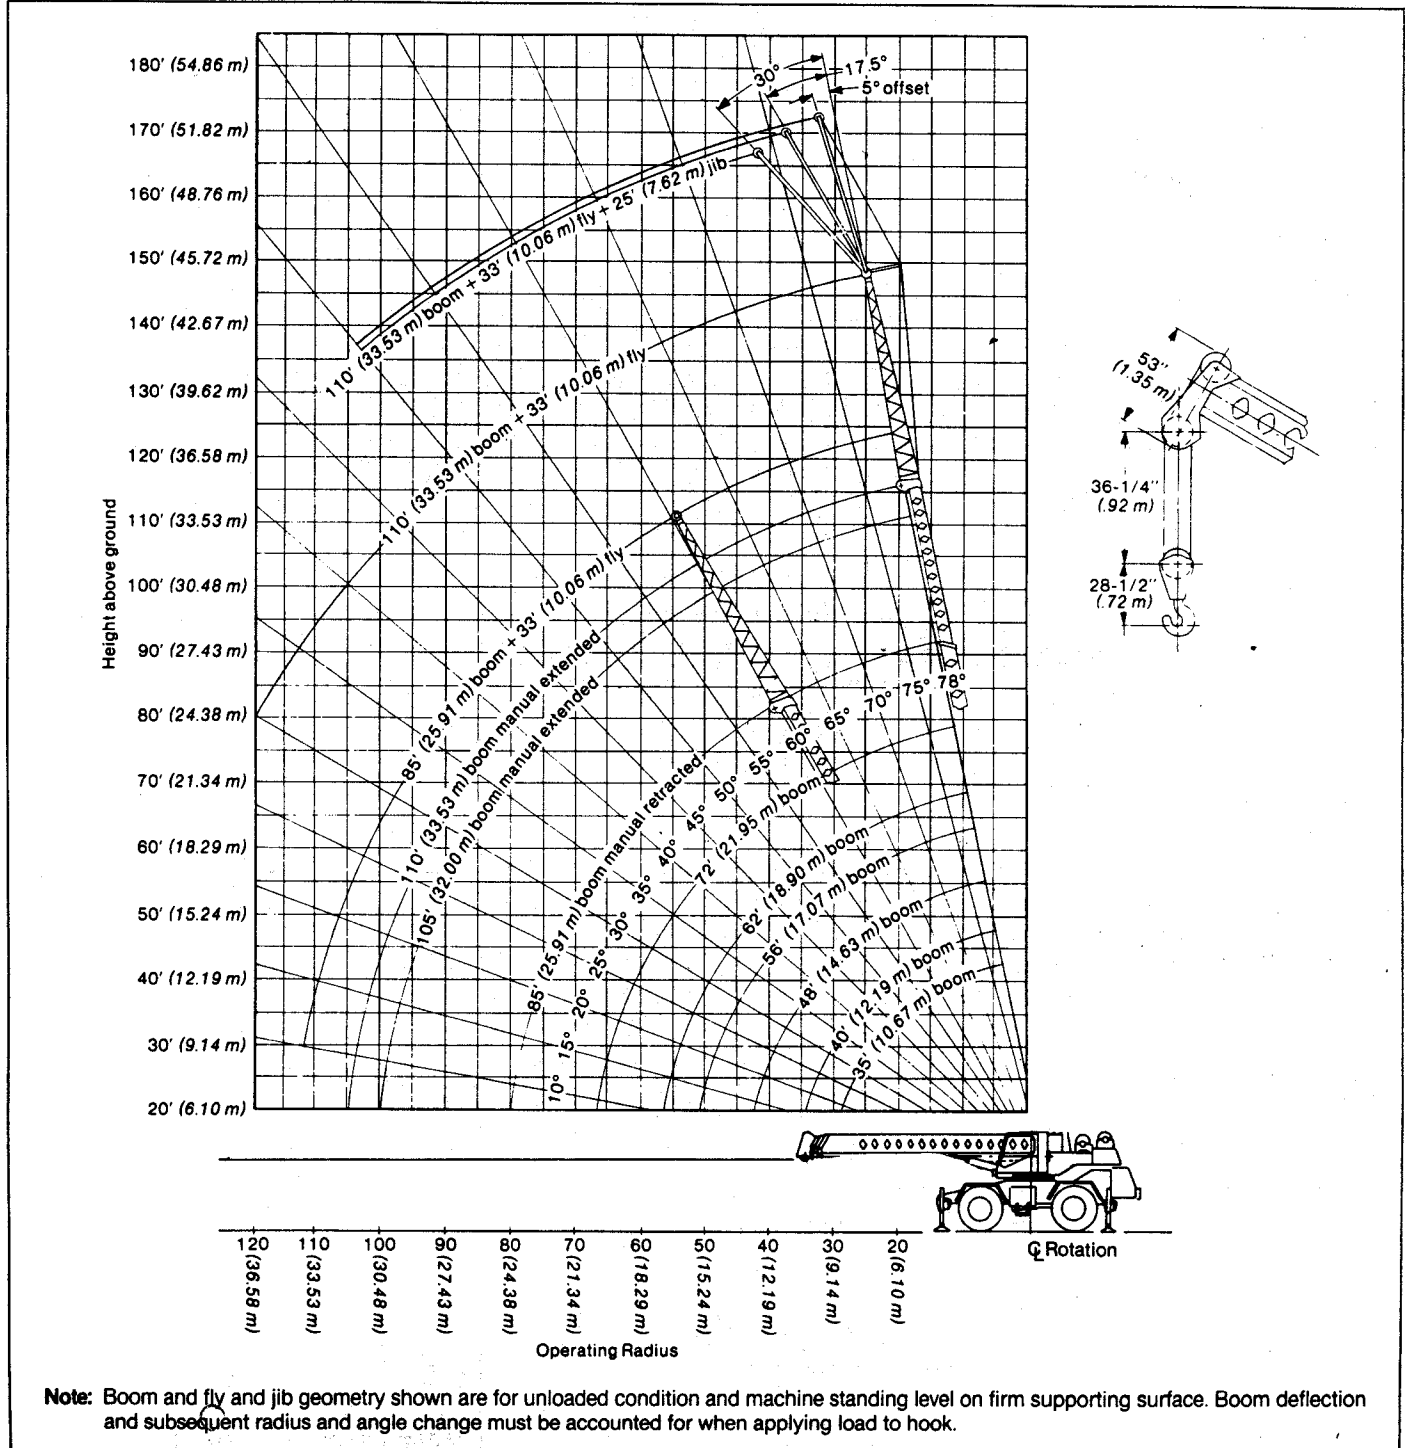 180' (54.86 m)
170' (51.82 m)
160' (48.76 m)
150' (45.72 m)
140' (42.67 m)
130' (39.62 m)
120' (36.58 m)
110' (33.53 m)
100' (30.48 m)
90' (27.43 m)
80' (24.38 m)
70' (21.34 m)
60' (18.29 m)
50' (15.24 m)
40' (12.19 m)
30' (9.14 m)
20' (6.10 m)
Height above ground
30°
17.5°
5° offset
110' (33.53 m) boom + 33' (10.06 m) fly + 25' (7.62 m) jib
110' (33.53 m) boom + 33' (10.06 m) fly
85' (25.91 m) boom + 33' (10.06 m) fly
110' (33.53 m) boom manual extended
105' (32.00 m) boom manual extended
85' (25.91 m) boom manual retracted
72' (21.95 m) boom
62' (18.90 m) boom
56' (17.07 m) boom
48' (14.63 m) boom
40' (12.19 m) boom
35' (10.67 m) boom
10° 15° 20° 25° 30° 35° 40° 45° 50° 55° 60° 65° 70° 75° 78°
53"
(1.35 m)
36-1/4"
(.92 m)
28-1/2"
(.72 m)
120 (36.58 m)
110 (33.53 m)
100 (30.48 m)
90 (27.43 m)
80 (24.38 m)
70 (21.34 m)
60 (18.29 m)
50 (15.24 m)
40 (12.19 m)
30 (9.14 m)
20 (6.10 m)
℄ Rotation
Operating Radius
Note: Boom and fly and jib geometry shown are for unloaded condition and machine standing level on firm supporting surface. Boom deflection
and subsequent radius and angle change must be accounted for when applying load to hook.